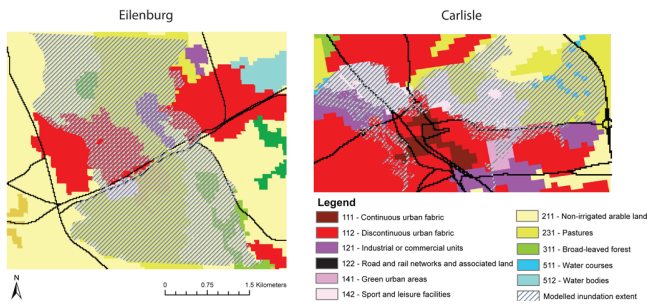 Eilenburg
Carlisle
N
0 0.75 1.5 Kilometers
Legend
111 - Continuous urban fabric
112 - Discontinuous urban fabric
121 - Industrial or commercial units
122 - Road and rail networks and associated land
141 - Green urban areas
142 - Sport and leisure facilities
211 - Non-irrigated arable land
231 - Pastures
311 - Broad-leaved forest
511 - Water courses
512 - Water bodies
Modelled inundation extent